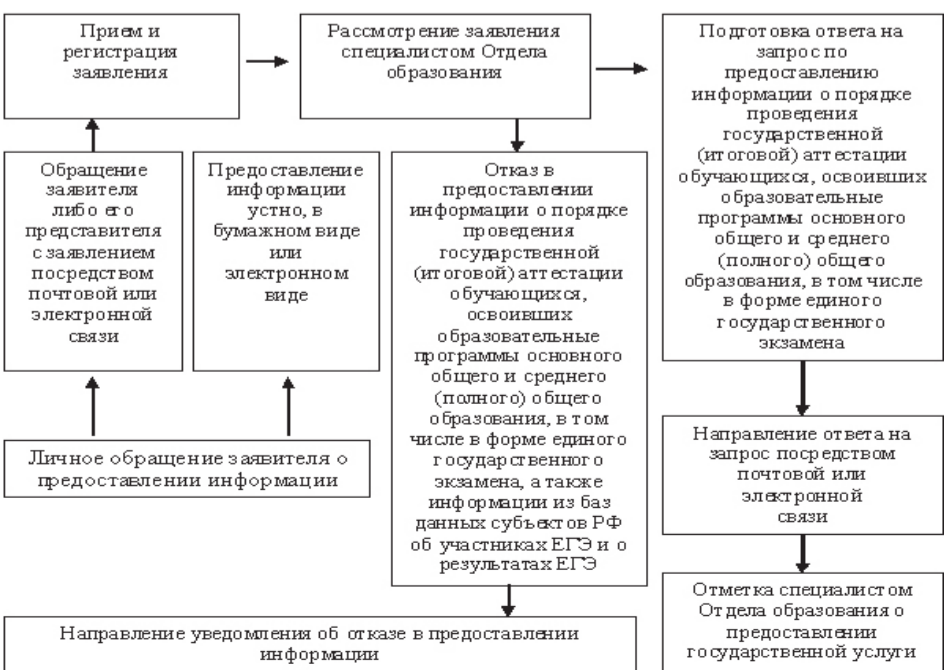 Прием и
регистрация
заявления
Рассмотрение заявления
специалистом Отдела
образования
Подготовка ответа на
запрос по
предоставлению
информации о порядке
проведения
государственной
(итоговой) аттестации
обучающихся, освоивших
образовательные
программы основного
общего и среднего
(полного) общего
образования, в том числе
в форме единого
государственного
экзамена
Обращение
заявителя
либо его
представителя
с заявлением
посредством
почтовой или
электронной
связи
Предоставление
информации
устно, в
бумажном виде
или
электронном
виде
Отказ в
предоставлении
информации о порядке
проведения
государственной
(итоговой) аттестации
обучающихся,
освоивших
образовательные
программы основного
общего и среднего
(полного) общего
образования, в том
числе в форме единого
государственного
экзамена, а также
информации из баз
данных субъектов РФ
об участниках ЕГЭ и о
результатах ЕГЭ
Личное обращение заявителя о
предоставлении информации
Направление ответа на
запрос посредством
почтовой или
электронной
связи
Отметка специалистом
Отдела образования о
предоставлении
государственной услуги
Направление уведомления об отказе в предоставлении
информации